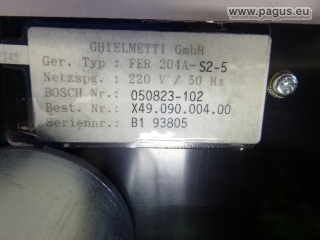 www.pagus.eu
GHIELMETTI GmbH
Ger. Typ : FER 204A-S2-5
Netzspg. : 220 V / 50 Hz
BOSCH Nr.: 050823-102
Best. Nr.: X49.090.004.00
Seriennr.: B1 93805